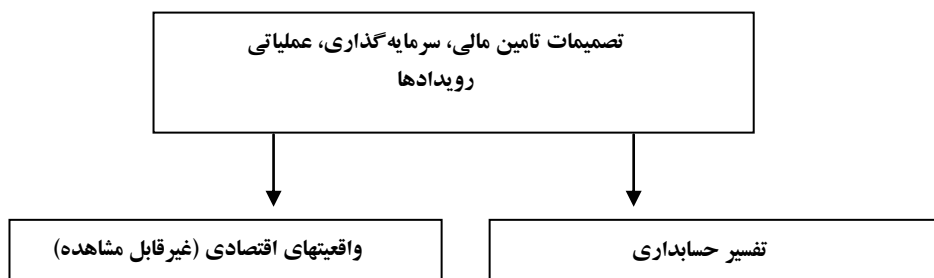 تصمیمات تامین مالی، سرمایه‌گذاری، عملیاتی
رویدادها
تفسیر حسابداری
واقعیتهای اقتصادی (غیرقابل مشاهده)